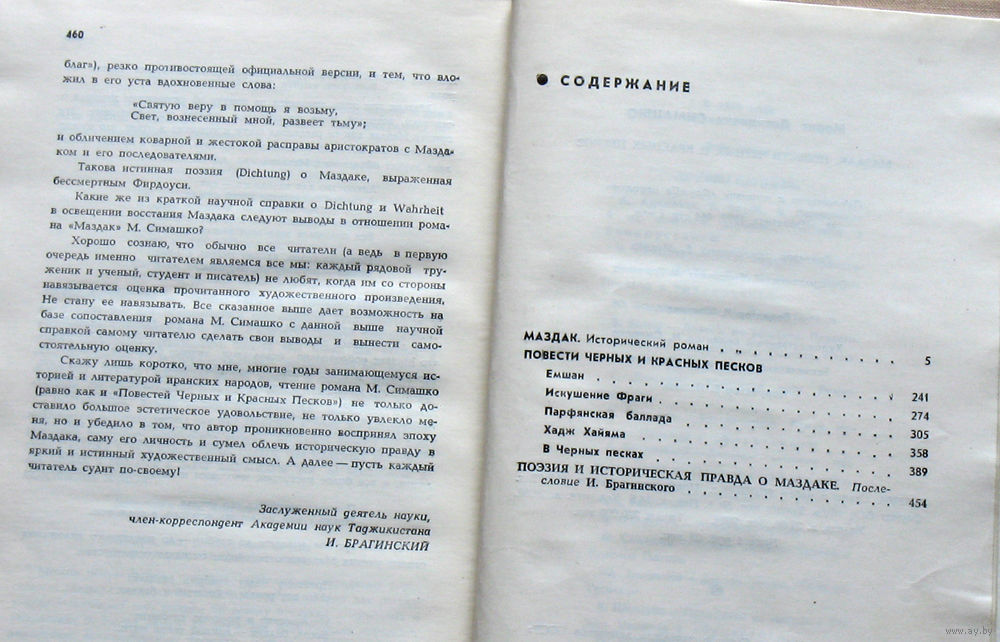 460
благ»), резко противостоящей официальной версии, и тем, что вло-
жил в его уста вдохновенные слова:
«Святую веру в помощь я возьму,
Свет, вознесенный мной, развеет тьму»;
и обличением коварной и жестокой расправы аристократов с Мазда-
ком и его последователями.
Такова истинная поэзия (Dichtung) о Маздаке, выраженная
бессмертным Фирдоуси.
Какие же из краткой научной справки о Dichtung и Wahrheit
в освещении восстания Маздака следуют выводы в отношении рома-
на «Маздак» М. Симашко?
Хорошо сознаю, что обычно все читатели (а ведь в первую
очередь именно читателем являемся все мы: каждый рядовой тру-
женик и ученый, студент и писатель) не любят, когда им со стороны
навязывается оценка прочитанного художественного произведения,
Не стану ее навязывать. Все сказанное выше дает возможность на
базе сопоставления романа М. Симашко с данной выше научной
справкой самому читателю сделать свои выводы и вынести само-
стоятельную оценку.
Скажу лишь коротко, что мне, многие годы занимающемуся ис-
торией и литературой иранских народов, чтение романа М. Симашко
(равно как и «Повестей Черных и Красных Песков») не только до-
ставило большое эстетическое удовольствие, не только увлекло ме-
ня, но и убедило в том, что автор проникновенно воспринял эпоху
Маздака, саму его личность и сумел облечь историческую правду в
яркий и истинный художественный смысл. А далее — пусть каждый
читатель судит по-своему!
Заслуженный деятель науки,
член-корреспондент Академии наук Таджикистана
И. БРАГИНСКИЙ
● СОДЕРЖАНИЕ
МАЗДАК. Исторический роман . . . . . . . . . . 5
ПОВЕСТИ ЧЕРНЫХ И КРАСНЫХ ПЕСКОВ
Емшан . . . . . . . . . . . . . . . 241
Искушение Фраги . . . . . . . . . . . . 274
Парфянская баллада . . . . . . . . . . . 305
Хадж Хайяма . . . . . . . . . . . . . 358
В Черных песках . . . . . . . . . . . . 389
ПОЭЗИЯ И ИСТОРИЧЕСКАЯ ПРАВДА О МАЗДАКЕ. После-
словие И. Брагинского . . . . . . . . . . 454
www.ay.by